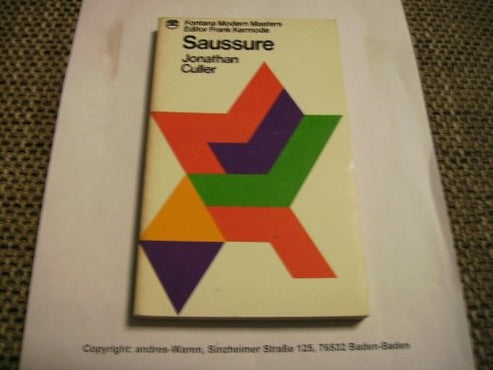 Fontana Modern Masters
Editor Frank Kermode
Saussure
Jonathan
Culler
Copyright: andres-Waren, Sinzheimer Straße 125, 76532 Baden-Baden